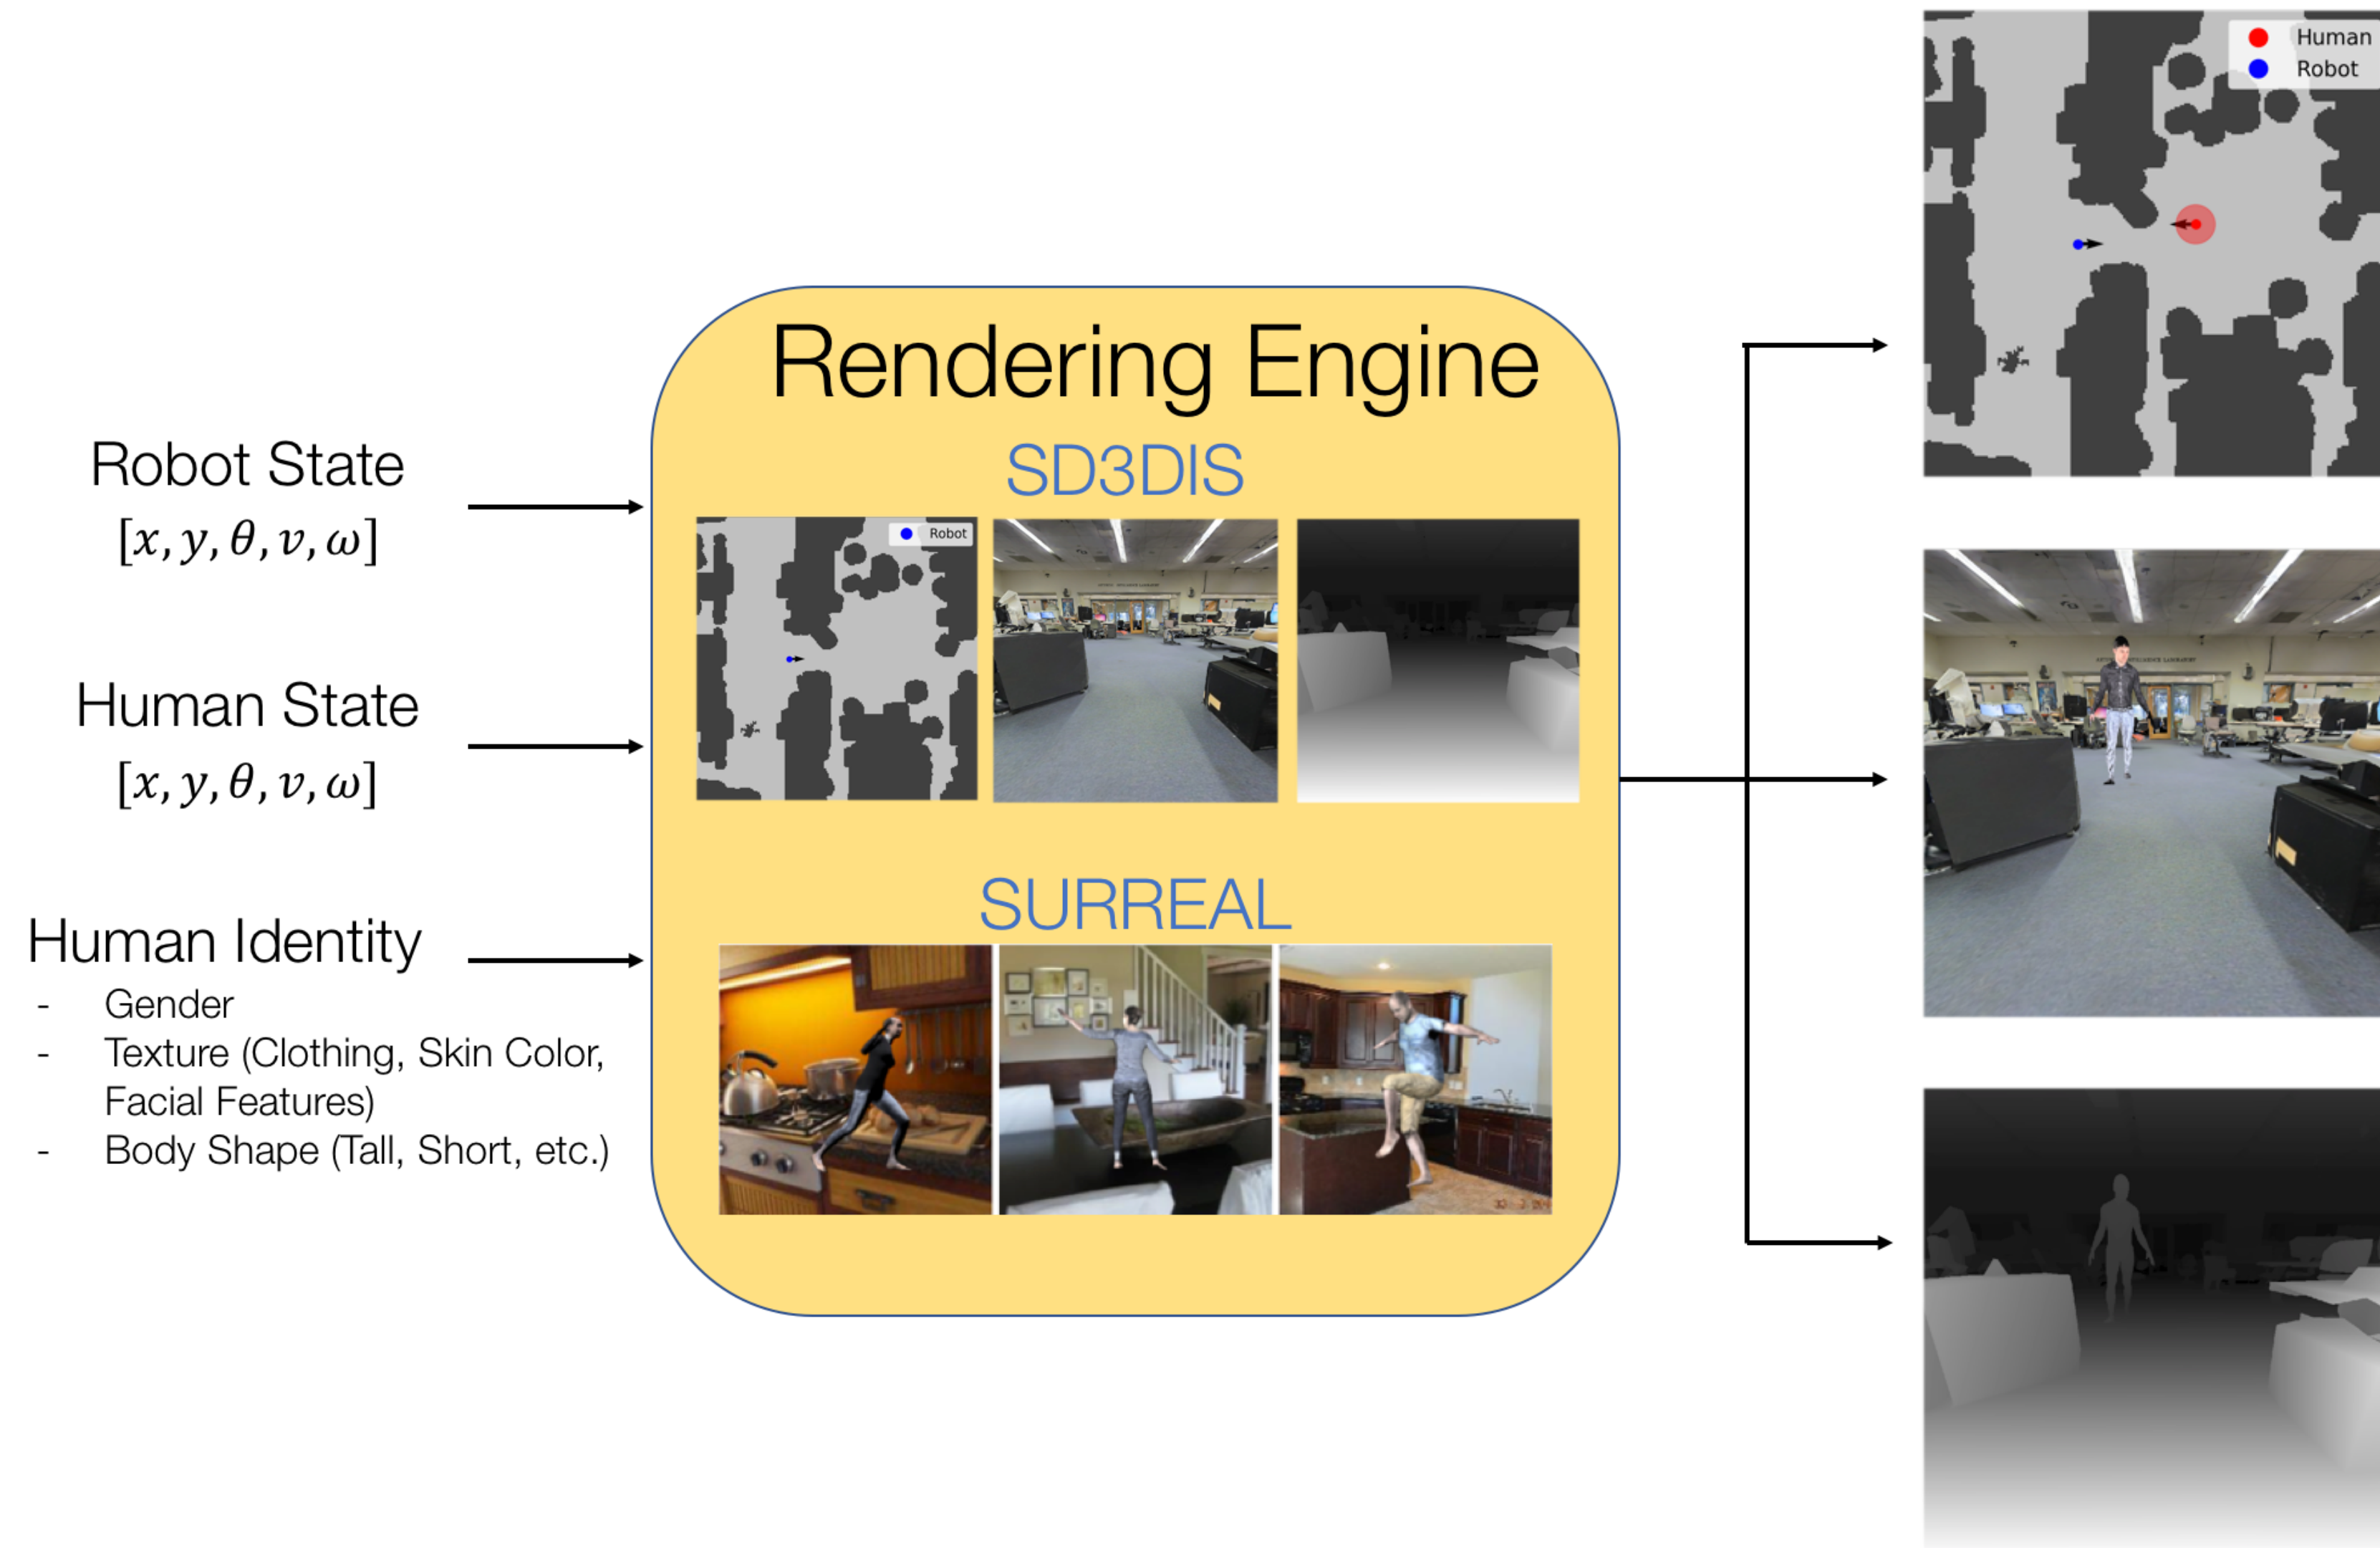 Robot State
[x, y, θ, v, ω]
Human State
[x, y, θ, v, ω]
Human Identity
- Gender
- Texture (Clothing, Skin Color,
Facial Features)
- Body Shape (Tall, Short, etc.)
Rendering Engine
SD3DIS
Robot
SURREAL
Human
Robot